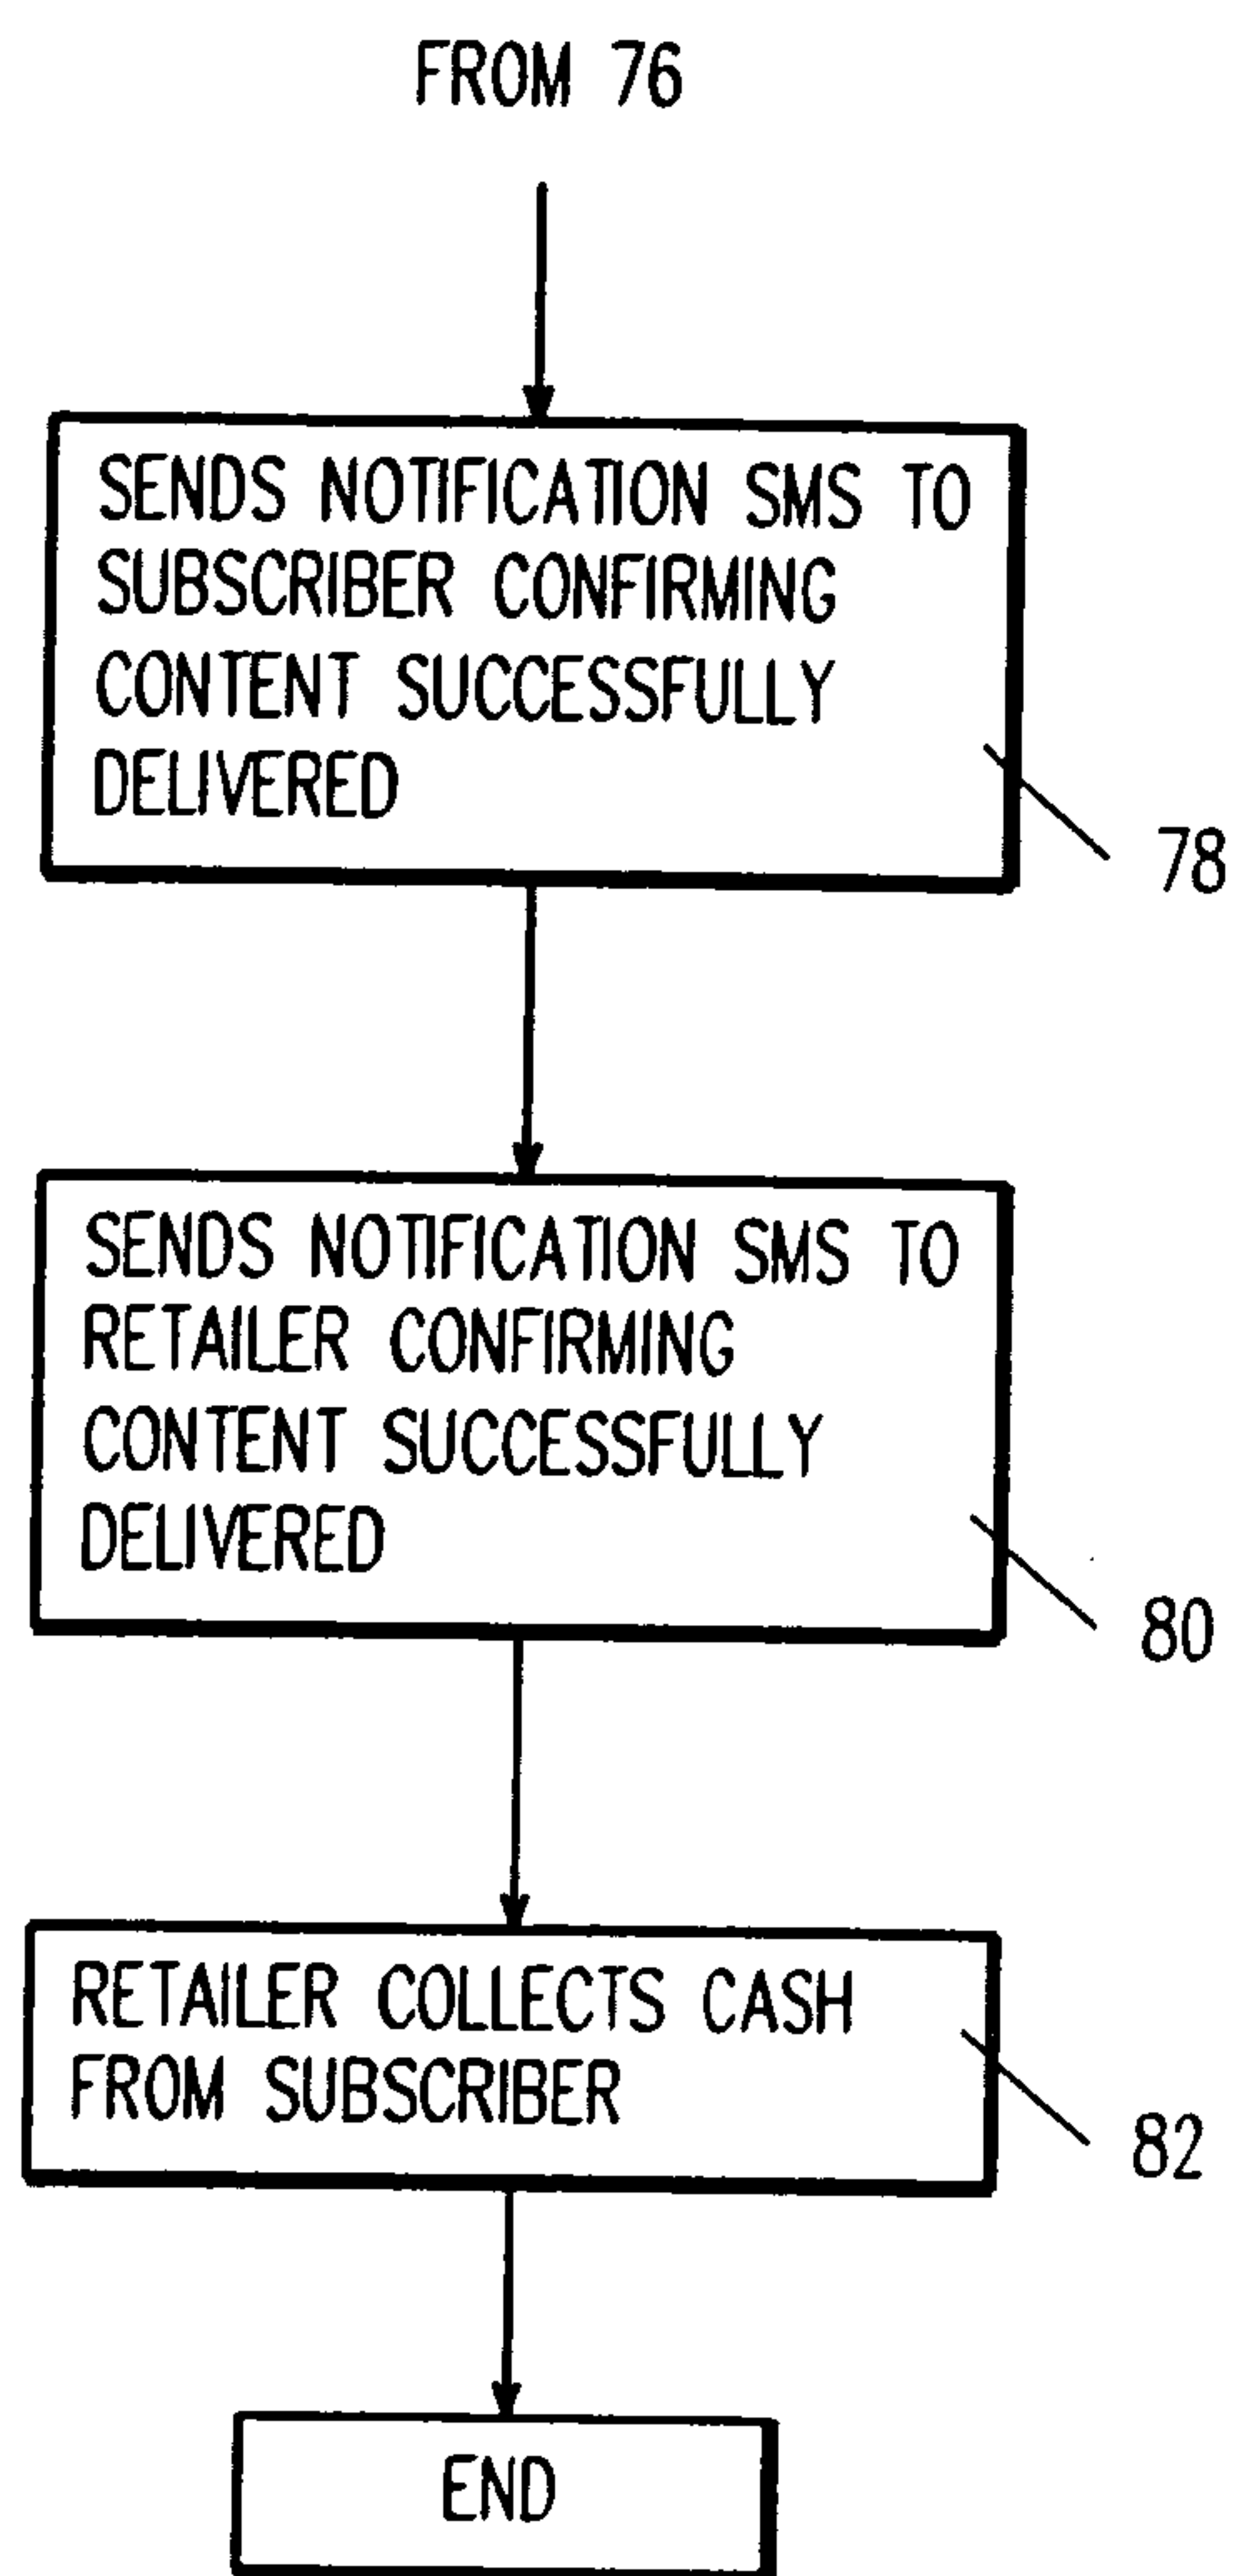 FROM 76
SENDS NOTIFICATION SMS TO
SUBSCRIBER CONFIRMING
CONTENT SUCCESSFULLY
DELIVERED
78
SENDS NOTIFICATION SMS TO
RETAILER CONFIRMING
CONTENT SUCCESSFULLY
DELIVERED
80
RETAILER COLLECTS CASH
FROM SUBSCRIBER
82
END